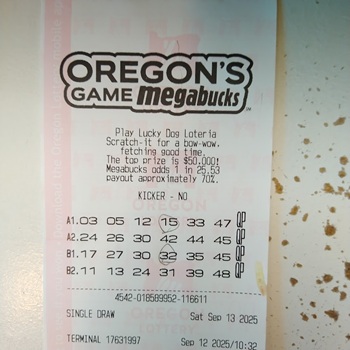 OREGON'S
GAME megabucks
Play Lucky Dog Loteria
Scratch-it for a bow-wow.
fetching good time.
The top prize is $50,000!
Megabucks odds 1 in 25.53
payout approximately 70%.
KICKER - NO
A1.03 05 12 15 33 47 QP
A2.24 26 30 42 44 45 QP
B1.17 27 30 32 35 45 QP
B2.11 13 24 31 39 48 QP
4542-018589952-116611
SINGLE DRAW Sat Sep 13 2025
TERMINAL 17631997 Sep 12 2025/10:32
OREGON
LOTTERY